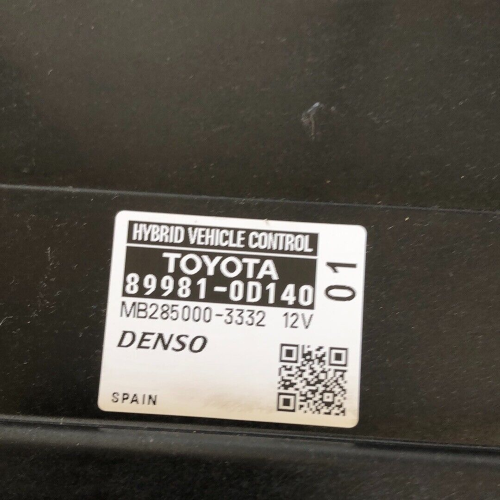 HYBRID VEHICLE CONTROL
TOYOTA
89981-0D140
01
MB285000-3332 12V
DENSO
SPAIN